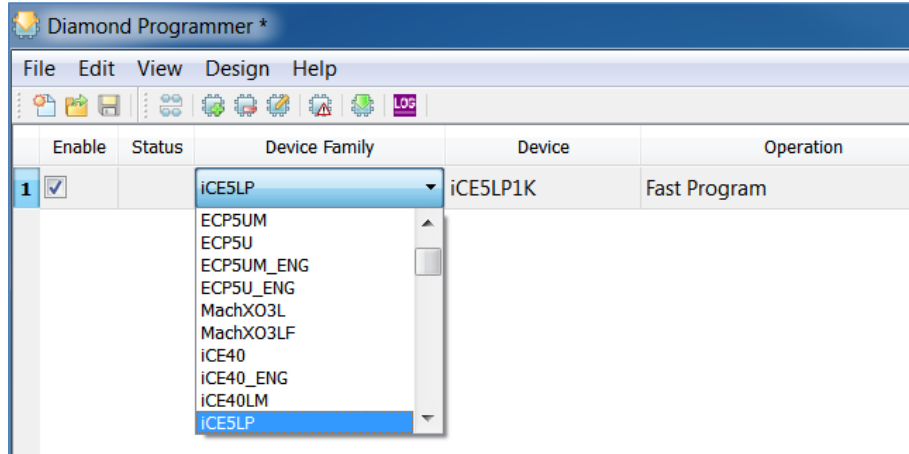 Diamond Programmer *
File Edit View Design Help
LOG
Enable Status Device Family Device Operation
1 iCE5LP iCE5LP1K Fast Program
ECP5UM
ECP5U
ECP5UM_ENG
ECP5U_ENG
MachXO3L
MachXO3LF
iCE40
iCE40_ENG
iCE40LM
iCE5LP